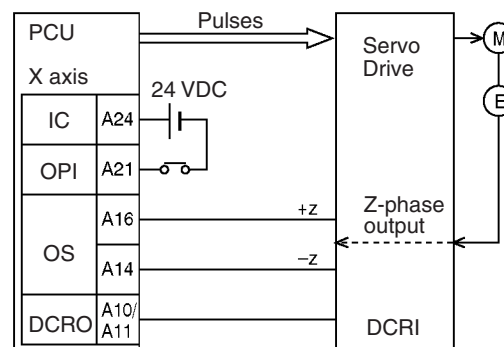 PCU
Pulses
Servo
Drive
M
X axis
24 VDC
IC
A24
E
OPI
A21
OS
A16
+z
Z-phase
output
A14
–z
DCRO
A10/
A11
DCRI